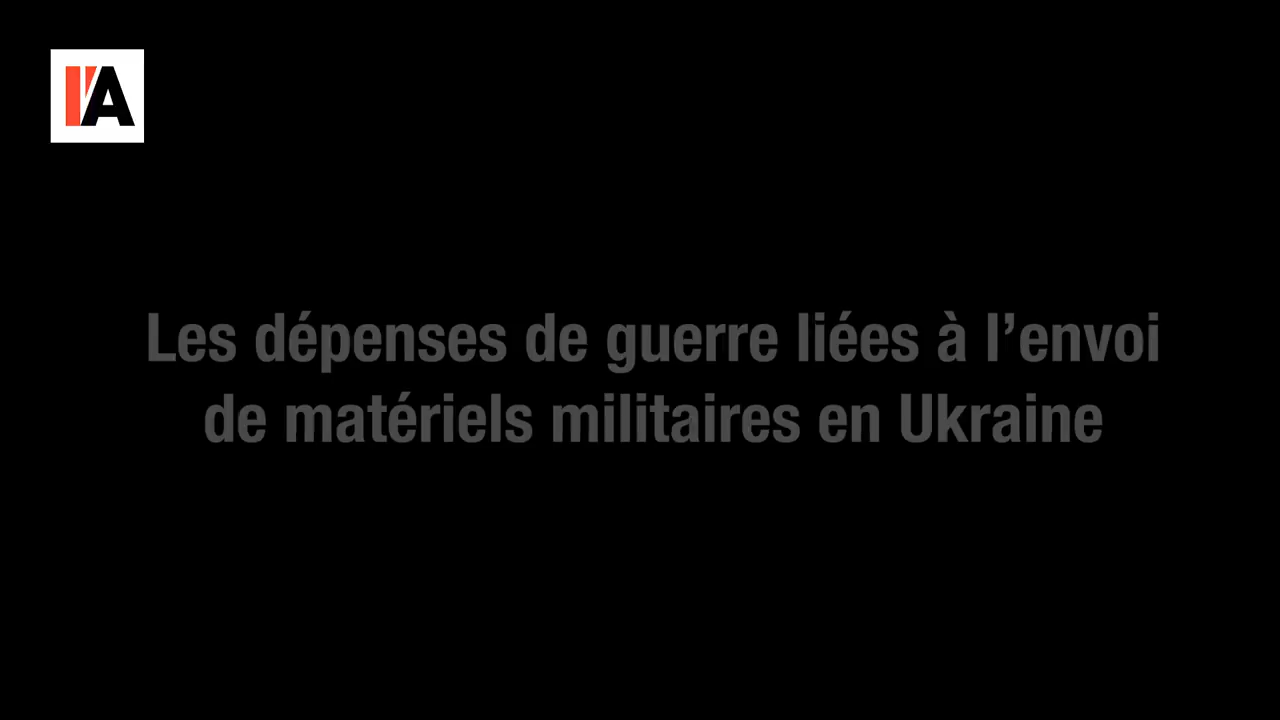 l'A
Les dépenses de guerre liées à l’envoi
de matériels militaires en Ukraine